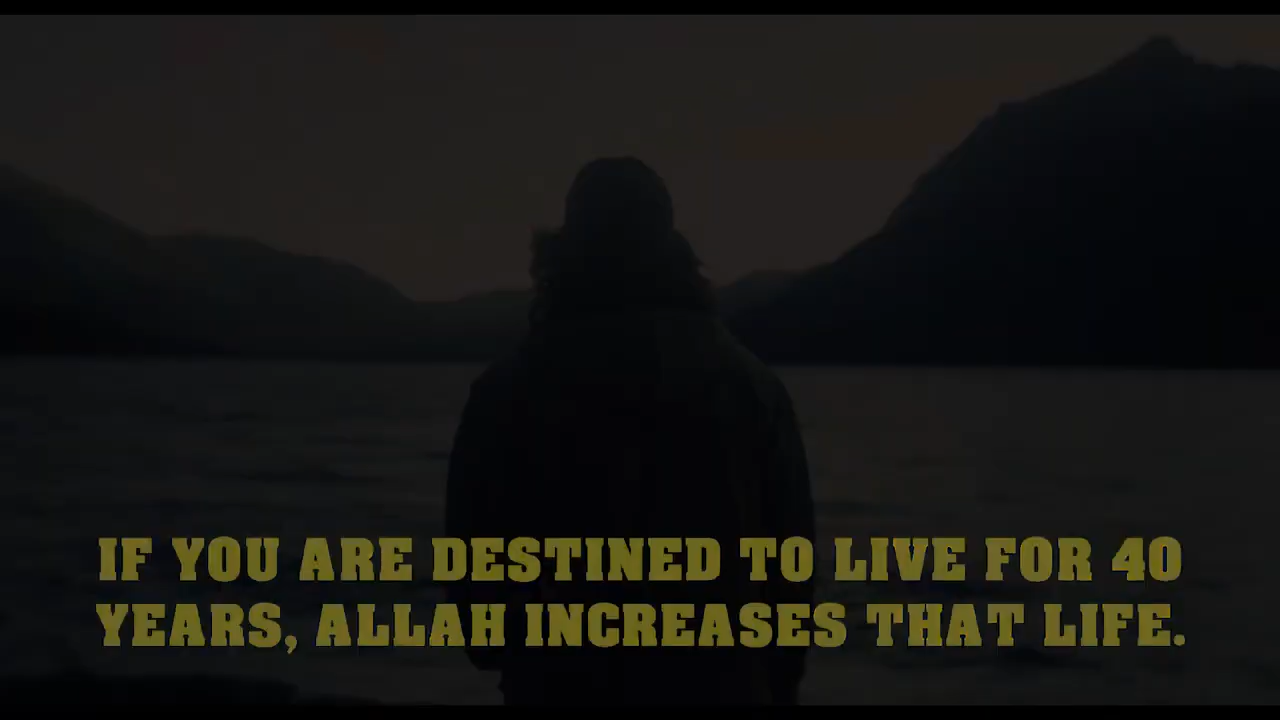 IF YOU ARE DESTINED TO LIVE FOR 40
YEARS, ALLAH INCREASES THAT LIFE.